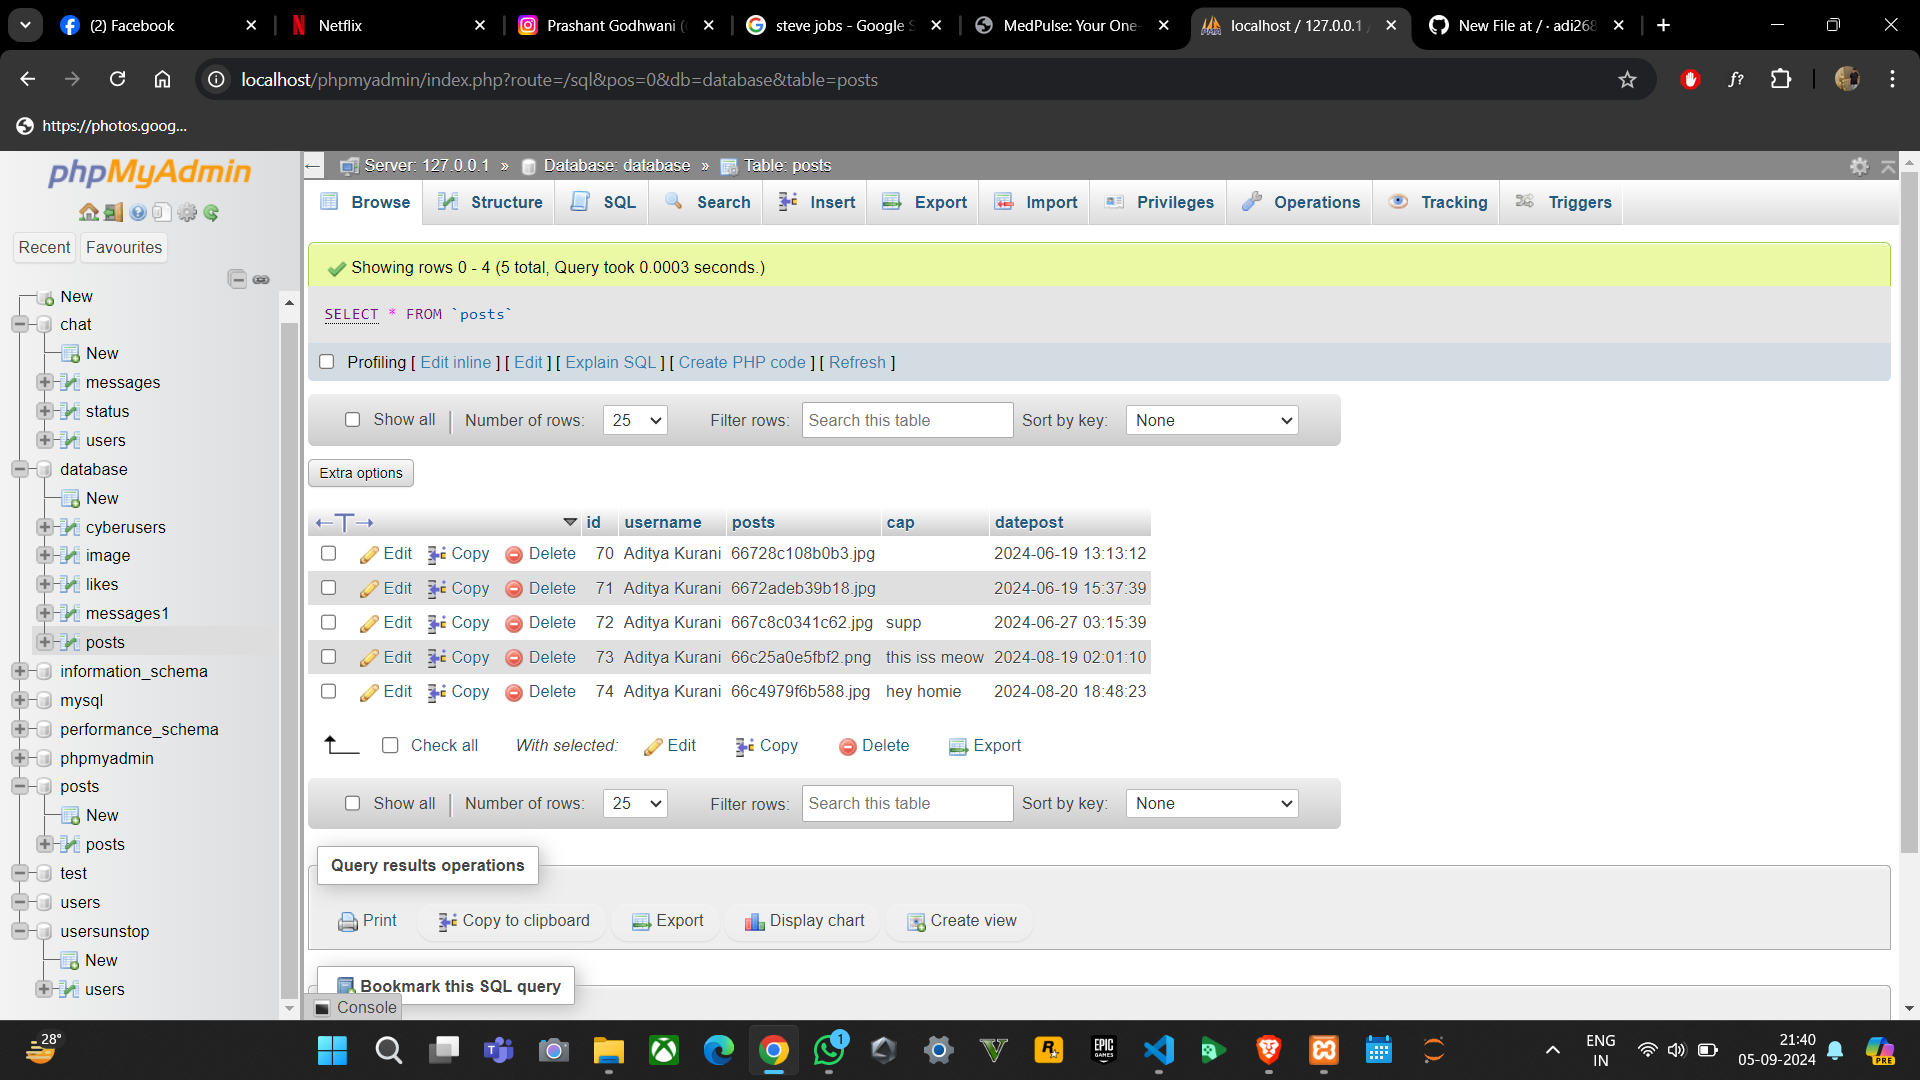 (2) Facebook
Netflix
Prashant Godhwani (
steve jobs - Google S
MedPulse: Your One-
localhost / 127.0.0.1 /
New File at / · adi268
localhost/phpmyadmin/index.php?route=/sql&pos=0&db=database&table=posts
f?
https://photos.goog...
phpMyAdmin
Recent
Favourites
New
chat
New
messages
status
users
database
New
cyberusers
image
likes
messages1
posts
information_schema
mysql
performance_schema
phpmyadmin
posts
New
posts
test
users
usersunstop
New
users
Server: 127.0.0.1 » Database: database » Table: posts
Browse Structure SQL Search Insert Export Import Privileges Operations Tracking Triggers
Showing rows 0 - 4 (5 total, Query took 0.0003 seconds.)
SELECT * FROM `posts`
Profiling [ Edit inline ] [ Edit ] [ Explain SQL ] [ Create PHP code ] [ Refresh ]
Show all Number of rows: 25 Filter rows: Search this table Sort by key: None
Extra options
id username posts cap datepost
Edit Copy Delete 70 Aditya Kurani 66728c108b0b3.jpg 2024-06-19 13:13:12
Edit Copy Delete 71 Aditya Kurani 6672adeb39b18.jpg 2024-06-19 15:37:39
Edit Copy Delete 72 Aditya Kurani 667c8c0341c62.jpg supp 2024-06-27 03:15:39
Edit Copy Delete 73 Aditya Kurani 66c25a0e5fbf2.png this iss meow 2024-08-19 02:01:10
Edit Copy Delete 74 Aditya Kurani 66c4979f6b588.jpg hey homie 2024-08-20 18:48:23
Check all With selected: Edit Copy Delete Export
Show all Number of rows: 25 Filter rows: Search this table Sort by key: None
Query results operations
Print Copy to clipboard Export Display chart Create view
Bookmark this SQL query
Console
28°
1
EPIC GAMES
ENG
IN
21:40
05-09-2024
PRE